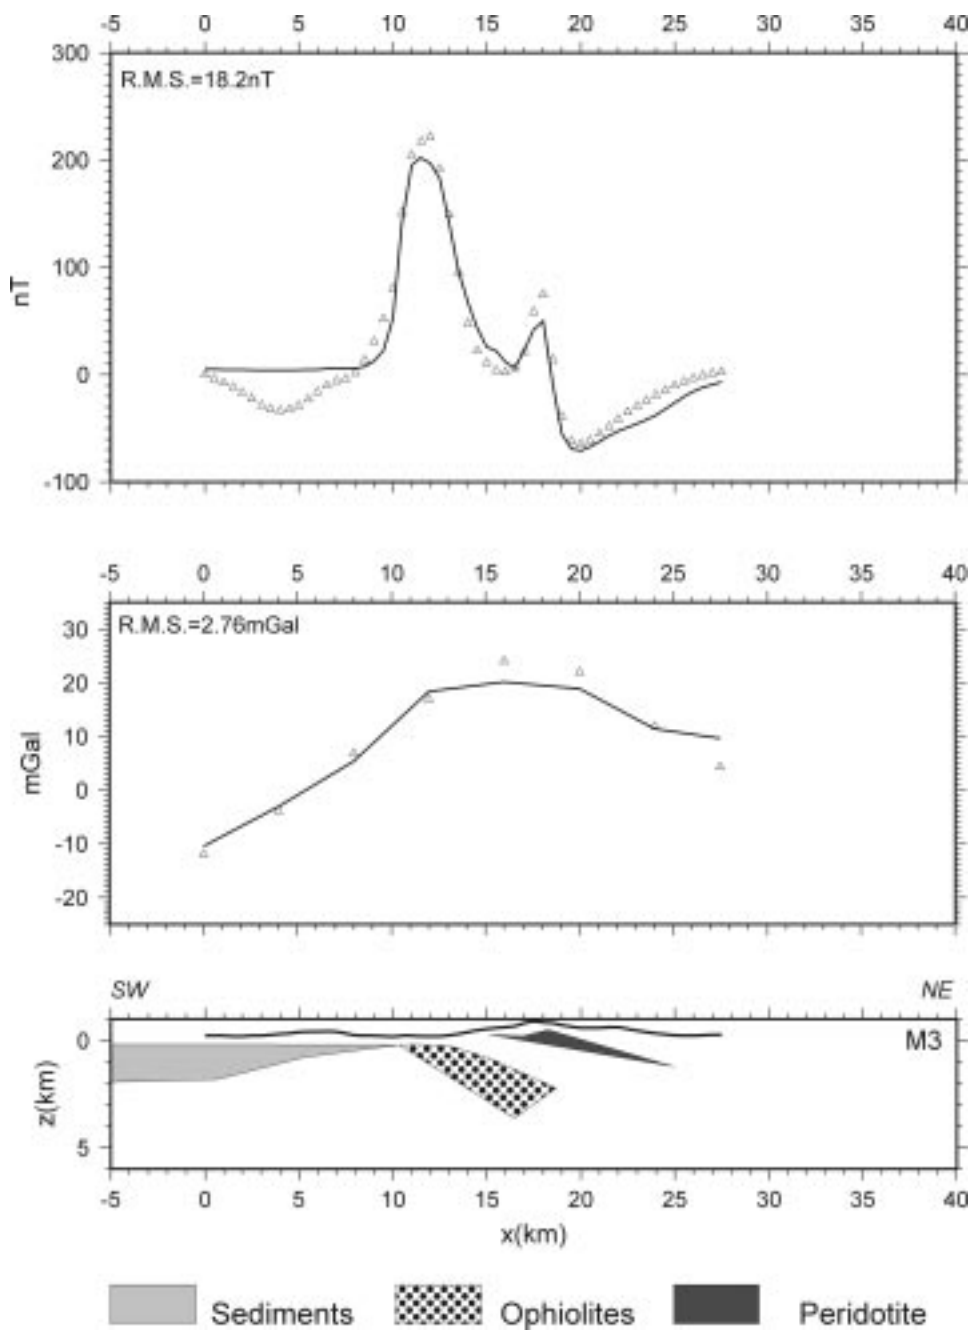 -5 0 5 10 15 20 25 30 35 40
300
R.M.S.=18.2nT
200
100
nT
0
-100
-5 0 5 10 15 20 25 30 35 40
R.M.S.=2.76mGal
30
20
10
mGal
0
-10
-20
SW NE
0 M3
z(km)
5
-5 0 5 10 15 20 25 30 35 40
x(km)
Sediments Ophiolites Peridotite